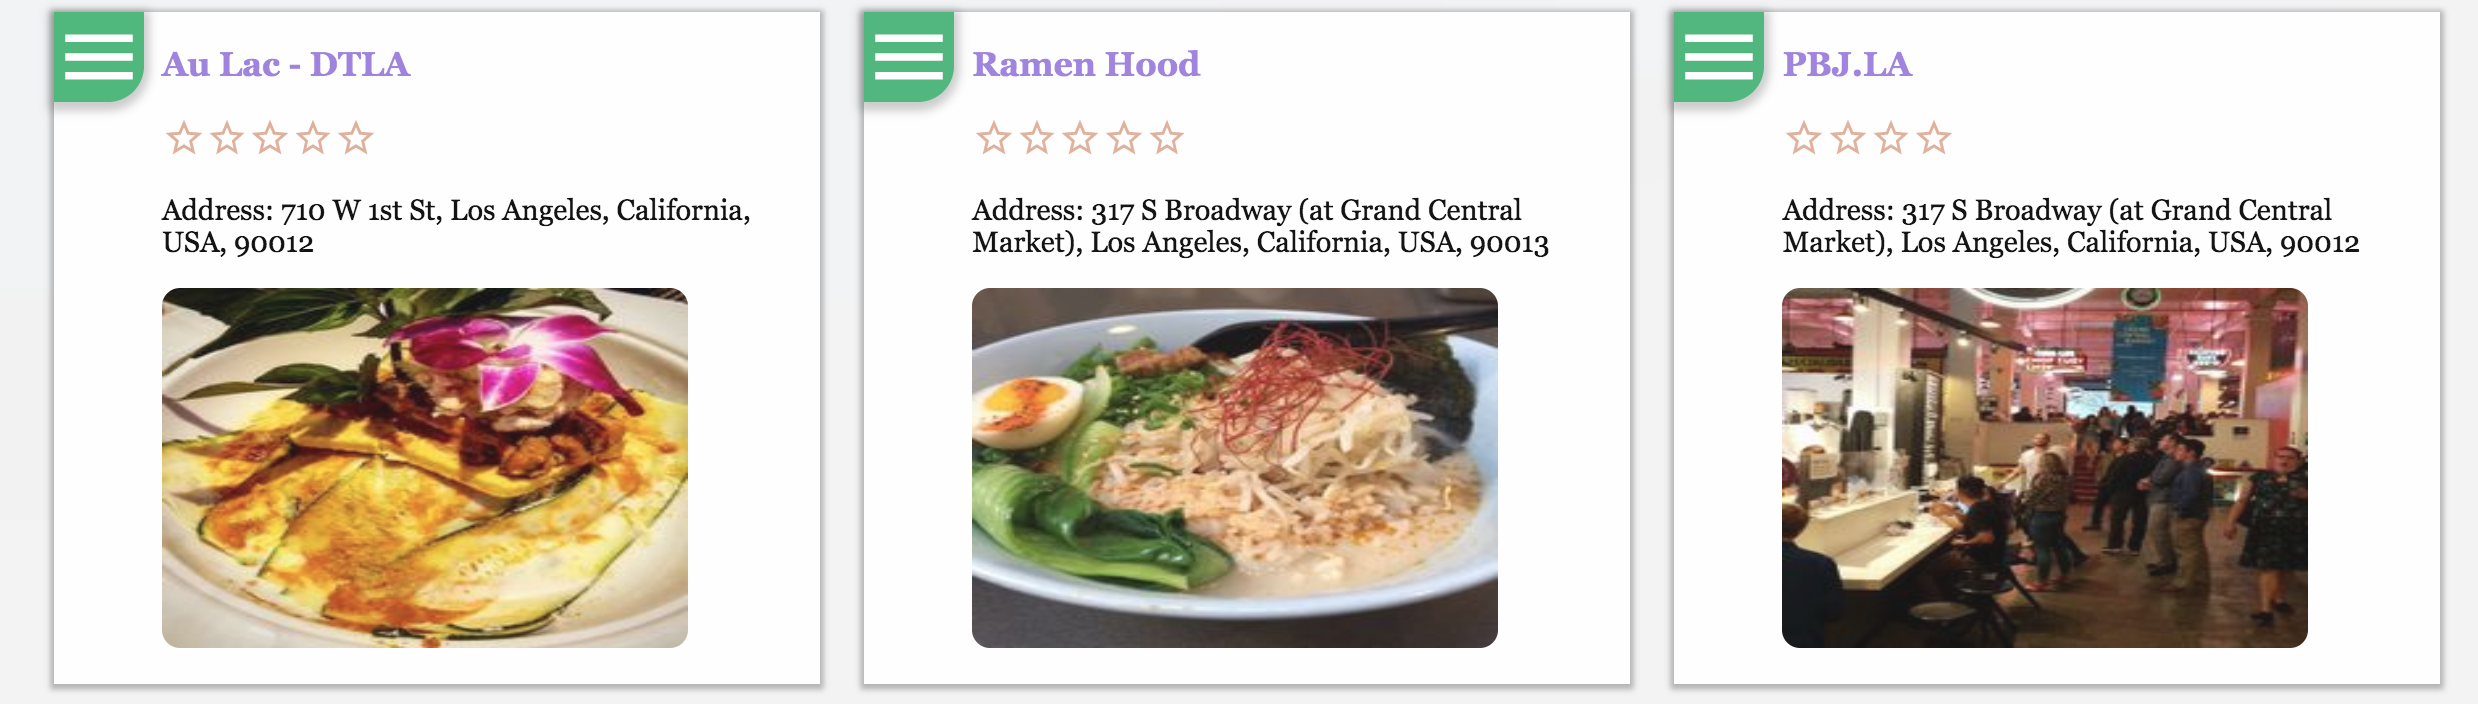 Au Lac - DTLA
Address: 710 W 1st St, Los Angeles, California,
USA, 90012
Ramen Hood
Address: 317 S Broadway (at Grand Central
Market), Los Angeles, California, USA, 90013
PBJ.LA
Address: 317 S Broadway (at Grand Central
Market), Los Angeles, California, USA, 90012